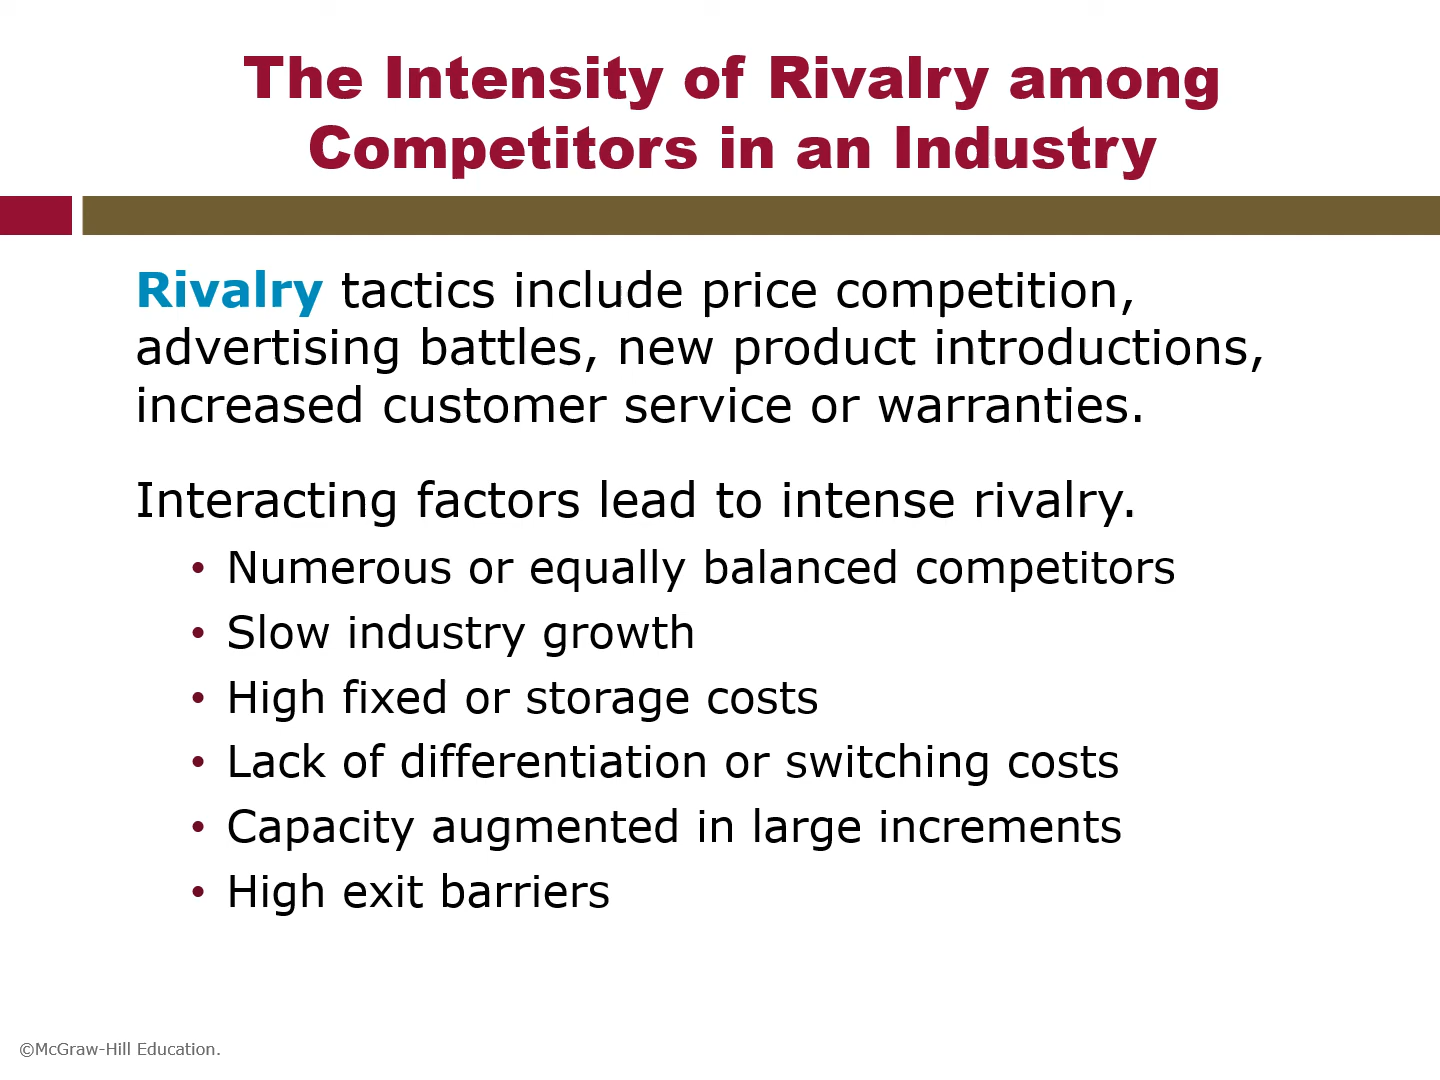 The Intensity of Rivalry among
Competitors in an Industry
Rivalry tactics include price competition,
advertising battles, new product introductions,
increased customer service or warranties.
Interacting factors lead to intense rivalry.
• Numerous or equally balanced competitors
• Slow industry growth
• High fixed or storage costs
• Lack of differentiation or switching costs
• Capacity augmented in large increments
• High exit barriers
©McGraw-Hill Education.